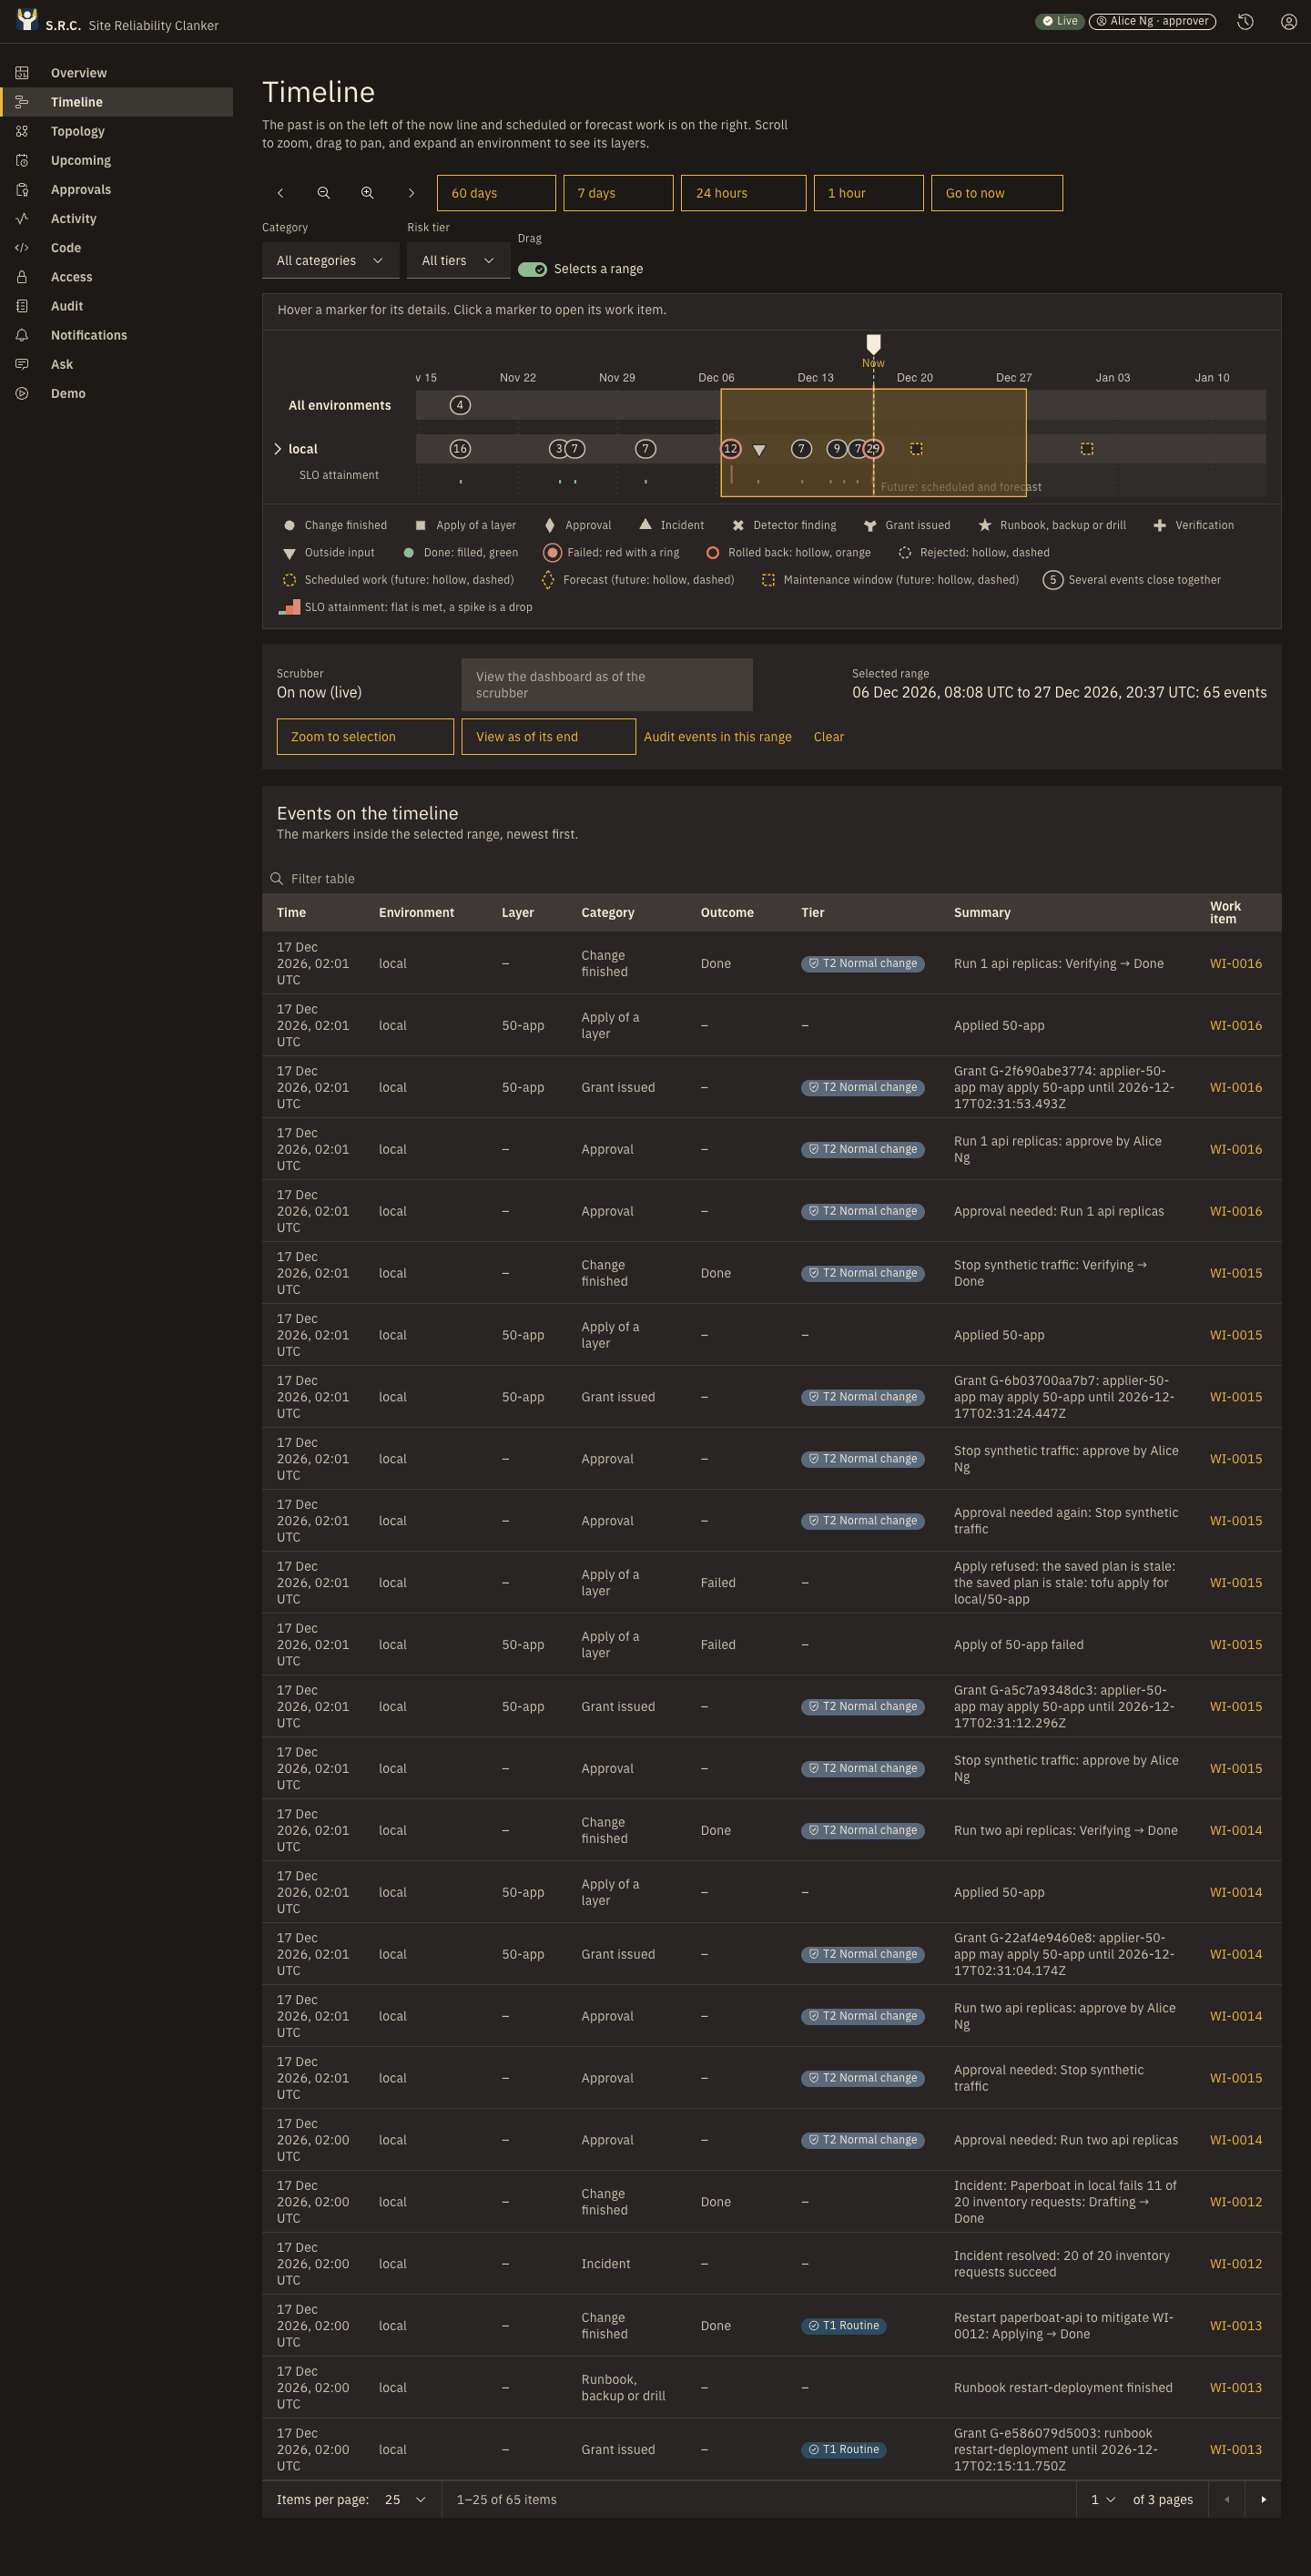 S.R.C. Site Reliability Clanker
Live
Alice Ng · approver
Overview
Timeline
Topology
Upcoming
Approvals
Activity
Code
Access
Audit
Notifications
Ask
Demo
Timeline
The past is on the left of the now line and scheduled or forecast work is on the right. Scroll
to zoom, drag to pan, and expand an environment to see its layers.
60 days
7 days
24 hours
1 hour
Go to now
Category
Risk tier
Drag
All categories
All tiers
Selects a range
Hover a marker for its details. Click a marker to open its work item.
Now
v 15
Nov 22
Nov 29
Dec 06
Dec 13
Dec 20
Dec 27
Jan 03
Jan 10
All environments
4
local
16
3
7
7
12
7
9
7
29
SLO attainment
Future: scheduled and forecast
Change finished
Apply of a layer
Approval
Incident
Detector finding
Grant issued
Runbook, backup or drill
Verification
Outside input
Done: filled, green
Failed: red with a ring
Rolled back: hollow, orange
Rejected: hollow, dashed
Scheduled work (future: hollow, dashed)
Forecast (future: hollow, dashed)
Maintenance window (future: hollow, dashed)
5
Several events close together
SLO attainment: flat is met, a spike is a drop
Scrubber
On now (live)
View the dashboard as of the
scrubber
Selected range
06 Dec 2026, 08:08 UTC to 27 Dec 2026, 20:37 UTC: 65 events
Zoom to selection
View as of its end
Audit events in this range
Clear
Events on the timeline
The markers inside the selected range, newest first.
Filter table
Time
Environment
Layer
Category
Outcome
Tier
Summary
Work
item
17 Dec
2026, 02:01
UTC
local
–
Change
finished
Done
T2 Normal change
Run 1 api replicas: Verifying → Done
WI-0016
17 Dec
2026, 02:01
UTC
local
50-app
Apply of a
layer
–
–
Applied 50-app
WI-0016
17 Dec
2026, 02:01
UTC
local
50-app
Grant issued
–
T2 Normal change
Grant G-2f690abe3774: applier-50-
app may apply 50-app until 2026-12-
17T02:31:53.493Z
WI-0016
17 Dec
2026, 02:01
UTC
local
–
Approval
–
T2 Normal change
Run 1 api replicas: approve by Alice
Ng
WI-0016
17 Dec
2026, 02:01
UTC
local
–
Approval
–
T2 Normal change
Approval needed: Run 1 api replicas
WI-0016
17 Dec
2026, 02:01
UTC
local
–
Change
finished
Done
T2 Normal change
Stop synthetic traffic: Verifying →
Done
WI-0015
17 Dec
2026, 02:01
UTC
local
50-app
Apply of a
layer
–
–
Applied 50-app
WI-0015
17 Dec
2026, 02:01
UTC
local
50-app
Grant issued
–
T2 Normal change
Grant G-6b03700aa7b7: applier-50-
app may apply 50-app until 2026-12-
17T02:31:24.447Z
WI-0015
17 Dec
2026, 02:01
UTC
local
–
Approval
–
T2 Normal change
Stop synthetic traffic: approve by Alice
Ng
WI-0015
17 Dec
2026, 02:01
UTC
local
–
Approval
–
T2 Normal change
Approval needed again: Stop synthetic
traffic
WI-0015
17 Dec
2026, 02:01
UTC
local
–
Apply of a
layer
Failed
–
Apply refused: the saved plan is stale:
the saved plan is stale: tofu apply for
local/50-app
WI-0015
17 Dec
2026, 02:01
UTC
local
50-app
Apply of a
layer
Failed
–
Apply of 50-app failed
WI-0015
17 Dec
2026, 02:01
UTC
local
50-app
Grant issued
–
T2 Normal change
Grant G-a5c7a9348dc3: applier-50-
app may apply 50-app until 2026-12-
17T02:31:12.296Z
WI-0015
17 Dec
2026, 02:01
UTC
local
–
Approval
–
T2 Normal change
Stop synthetic traffic: approve by Alice
Ng
WI-0015
17 Dec
2026, 02:01
UTC
local
–
Change
finished
Done
T2 Normal change
Run two api replicas: Verifying → Done
WI-0014
17 Dec
2026, 02:01
UTC
local
50-app
Apply of a
layer
–
–
Applied 50-app
WI-0014
17 Dec
2026, 02:01
UTC
local
50-app
Grant issued
–
T2 Normal change
Grant G-22af4e9460e8: applier-50-
app may apply 50-app until 2026-12-
17T02:31:04.174Z
WI-0014
17 Dec
2026, 02:01
UTC
local
–
Approval
–
T2 Normal change
Run two api replicas: approve by Alice
Ng
WI-0014
17 Dec
2026, 02:01
UTC
local
–
Approval
–
T2 Normal change
Approval needed: Stop synthetic
traffic
WI-0015
17 Dec
2026, 02:00
UTC
local
–
Approval
–
T2 Normal change
Approval needed: Run two api replicas
WI-0014
17 Dec
2026, 02:00
UTC
local
–
Change
finished
Done
–
Incident: Paperboat in local fails 11 of
20 inventory requests: Drafting →
Done
WI-0012
17 Dec
2026, 02:00
UTC
local
–
Incident
–
–
Incident resolved: 20 of 20 inventory
requests succeed
WI-0012
17 Dec
2026, 02:00
UTC
local
–
Change
finished
Done
T1 Routine
Restart paperboat-api to mitigate WI-
0012: Applying → Done
WI-0013
17 Dec
2026, 02:00
UTC
local
–
Runbook,
backup or drill
–
–
Runbook restart-deployment finished
WI-0013
17 Dec
2026, 02:00
UTC
local
–
Grant issued
–
T1 Routine
Grant G-e586079d5003: runbook
restart-deployment until 2026-12-
17T02:15:11.750Z
WI-0013
Items per page: 25
1–25 of 65 items
1
of 3 pages